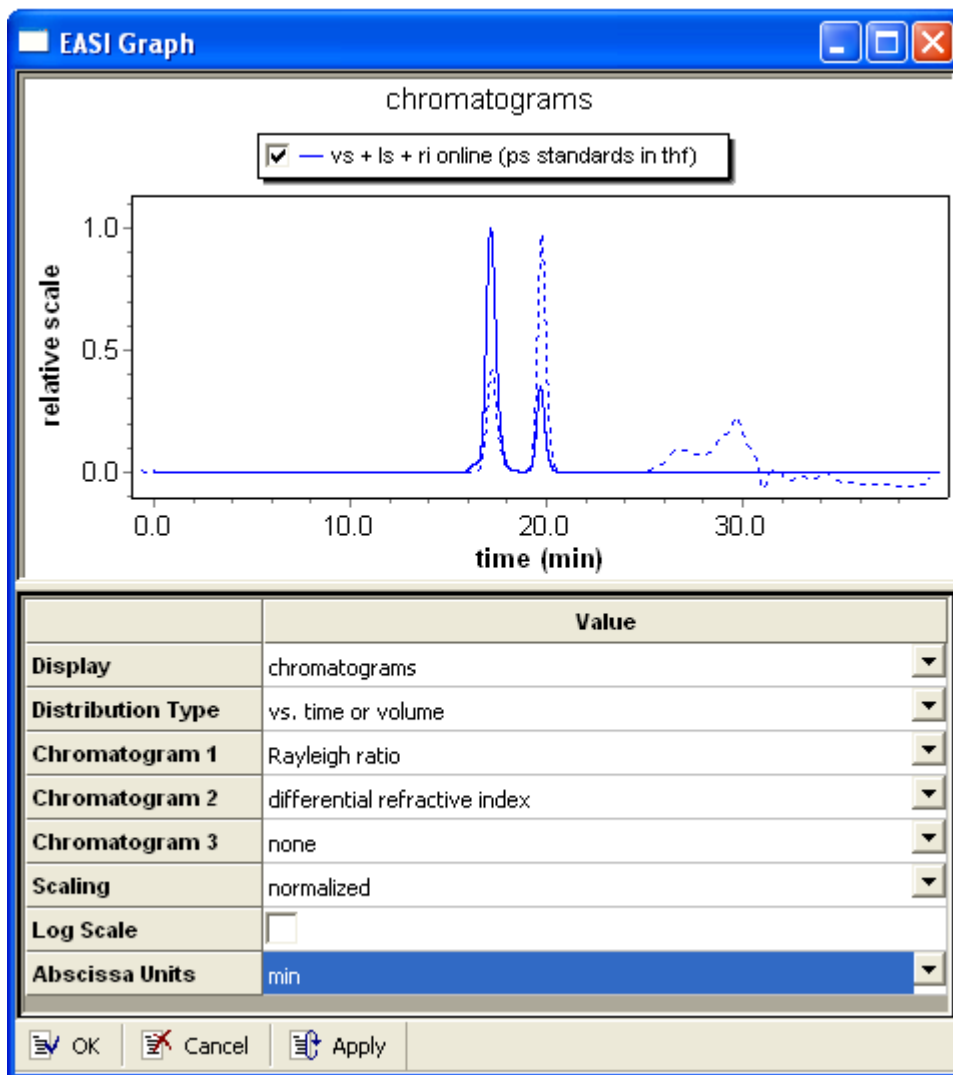 EASI Graph
chromatograms
vs + ls + ri online (ps standards in thf)
1.0
0.5
0.0
relative scale
0.0 10.0 20.0 30.0
time (min)
Value
Display chromatograms
Distribution Type vs. time or volume
Chromatogram 1 Rayleigh ratio
Chromatogram 2 differential refractive index
Chromatogram 3 none
Scaling normalized
Log Scale
Abscissa Units min
OK Cancel Apply